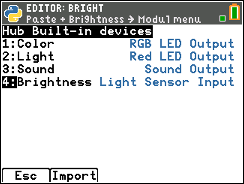 EDITOR: BRIGHT
Paste + Brightness → Modul menu
Hub Built-in devices
1:Color RGB LED Output
2:Light Red LED Output
3:Sound Sound Output
4:Brightness Light Sensor Input
Esc Import